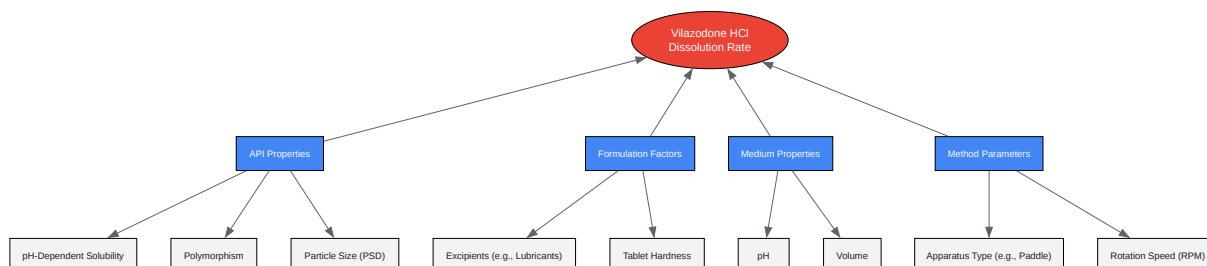 Vilazodone HCl
Dissolution Rate
API Properties
Formulation Factors
Medium Properties
Method Parameters
pH-Dependent Solubility
Polymorphism
Particle Size (PSD)
Excipients (e.g., Lubricants)
Tablet Hardness
pH
Volume
Apparatus Type (e.g., Paddle)
Rotation Speed (RPM)